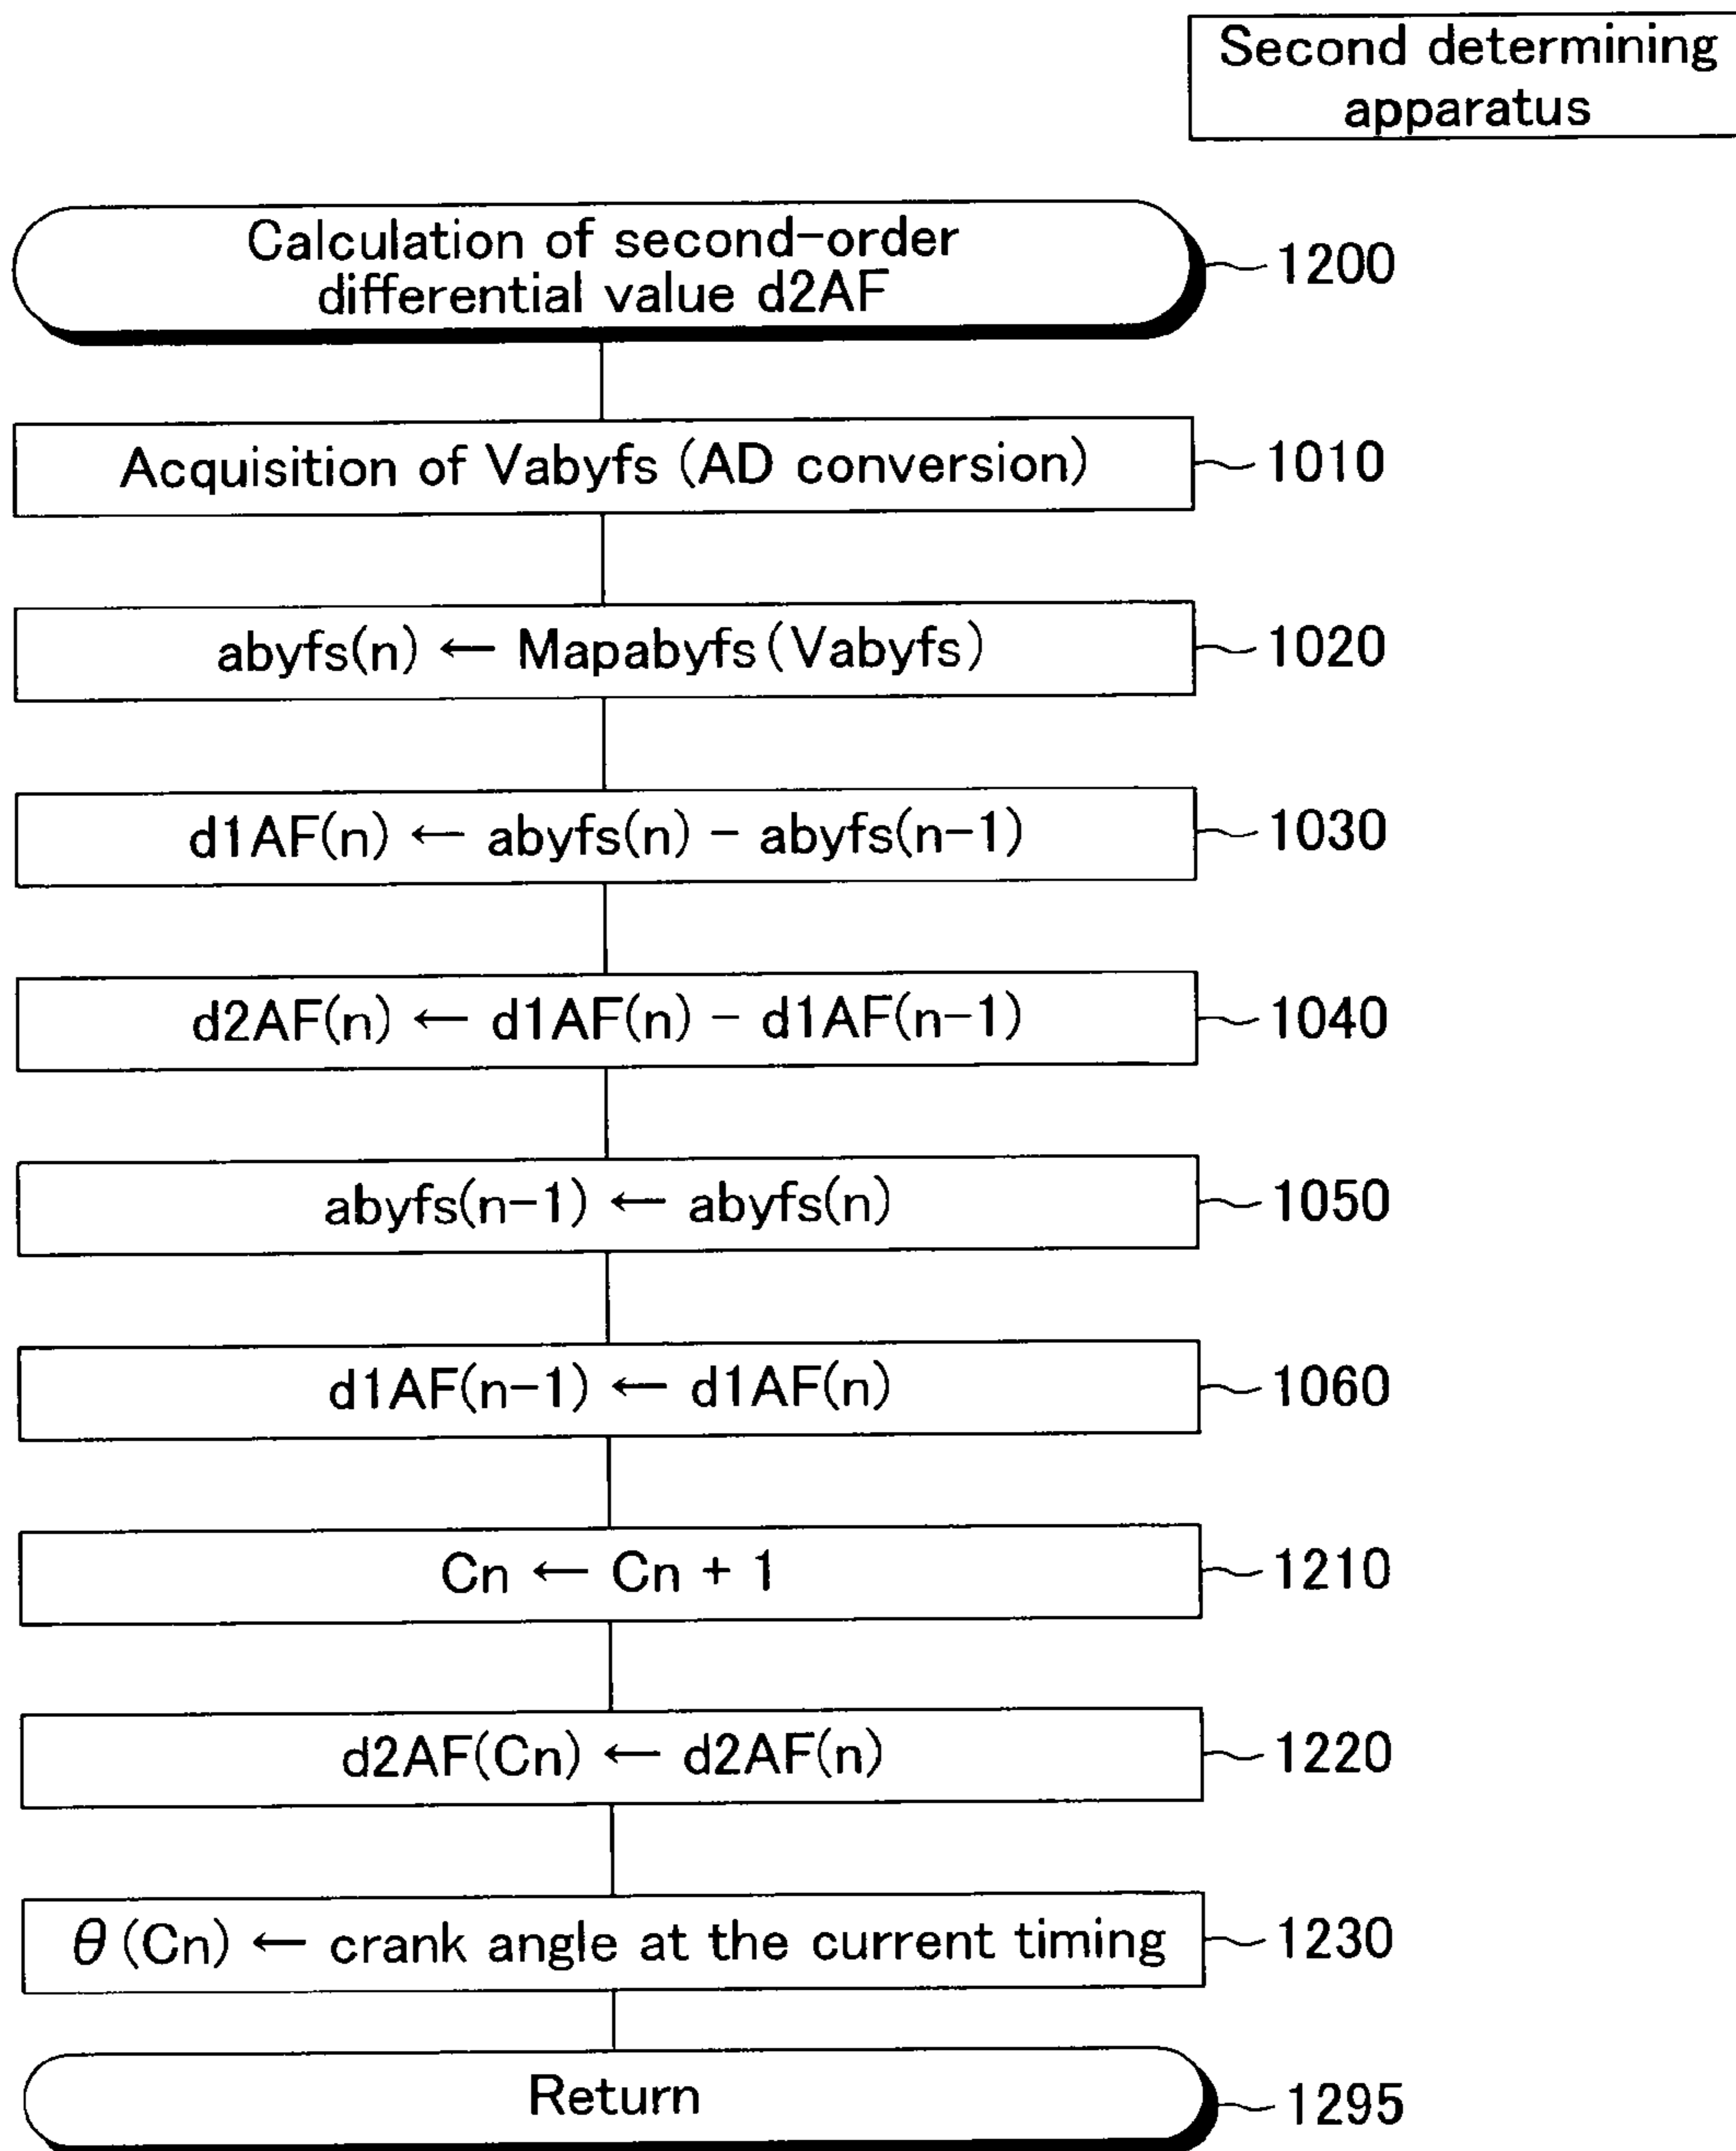 Second determining
apparatus
Calculation of second-order
differential value d2AF
1200
Acquisition of Vabyfs (AD conversion)
1010
abyfs(n) ← Mapabyfs (Vabyfs)
1020
d1AF(n) ← abyfs(n) - abyfs(n-1)
1030
d2AF(n) ← d1AF(n) - d1AF(n-1)
1040
abyfs(n-1) ← abyfs(n)
1050
d1AF(n-1) ← d1AF(n)
1060
Cn ← Cn + 1
1210
d2AF(Cn) ← d2AF(n)
1220
θ (Cn) ← crank angle at the current timing
1230
Return
1295